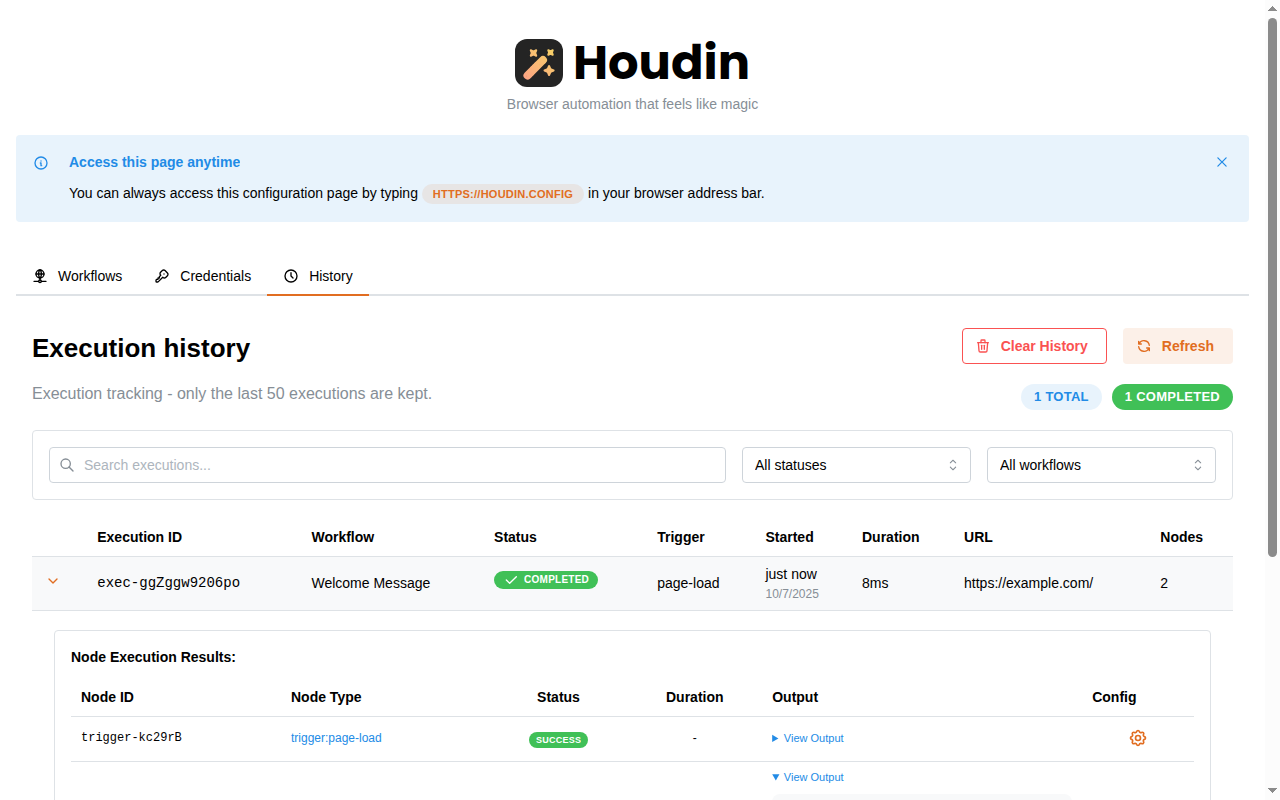 Houdin
Browser automation that feels like magic
Access this page anytime
You can always access this configuration page by typing HTTPS://HOUDIN.CONFIG in your browser address bar.
Workflows Credentials History
Execution history
Clear History Refresh
Execution tracking - only the last 50 executions are kept.
1 TOTAL 1 COMPLETED
Search executions... All statuses All workflows
Execution ID Workflow Status Trigger Started Duration URL Nodes
exec-ggZggw9206po Welcome Message COMPLETED page-load just now 8ms https://example.com/ 2
10/7/2025
Node Execution Results:
Node ID Node Type Status Duration Output Config
trigger-kc29rB trigger:page-load SUCCESS - View Output
View Output